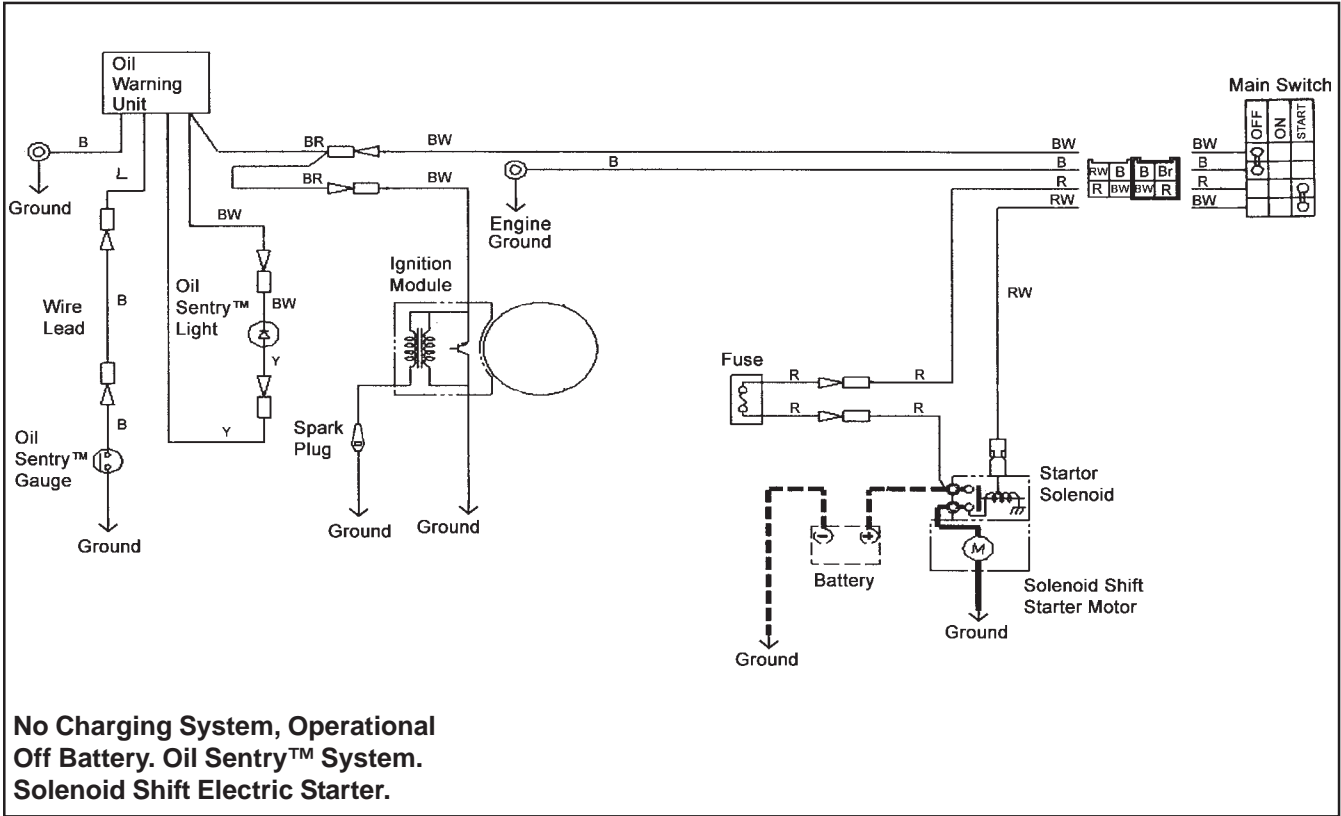 Oil
Warning
Unit
Main Switch
OFF
ON
START
B
BR
BW
BW
BW
B
B
B
RW
B
B
Br
BR
BW
R
R
BW
BW
R
R
L
RW
BW
Ground
BW
Engine
Ground
Ignition
Module
Oil
Sentry™
Light
BW
RW
Wire
Lead
B
Y
Fuse
R
R
R
R
B
Y
Spark
Plug
Oil
Sentry™
Gauge
Startor
Solenoid
Ground
Ground
Ground
M
Battery
Solenoid Shift
Starter Motor
Ground
Ground
No Charging System, Operational
Off Battery. Oil Sentry™ System.
Solenoid Shift Electric Starter.